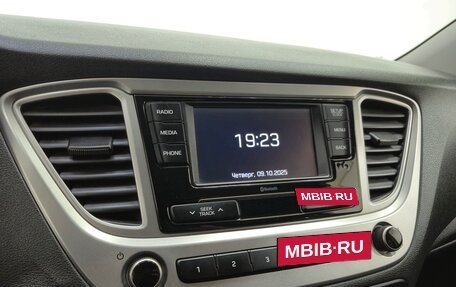 RADIO
MEDIA
PHONE
19:23
Четверг, 09.10.2025
SETUP
MENU
BACK
Bluetooth
SEEK
TRACK
MBIB·RU
1
2
3
MBIB·RU